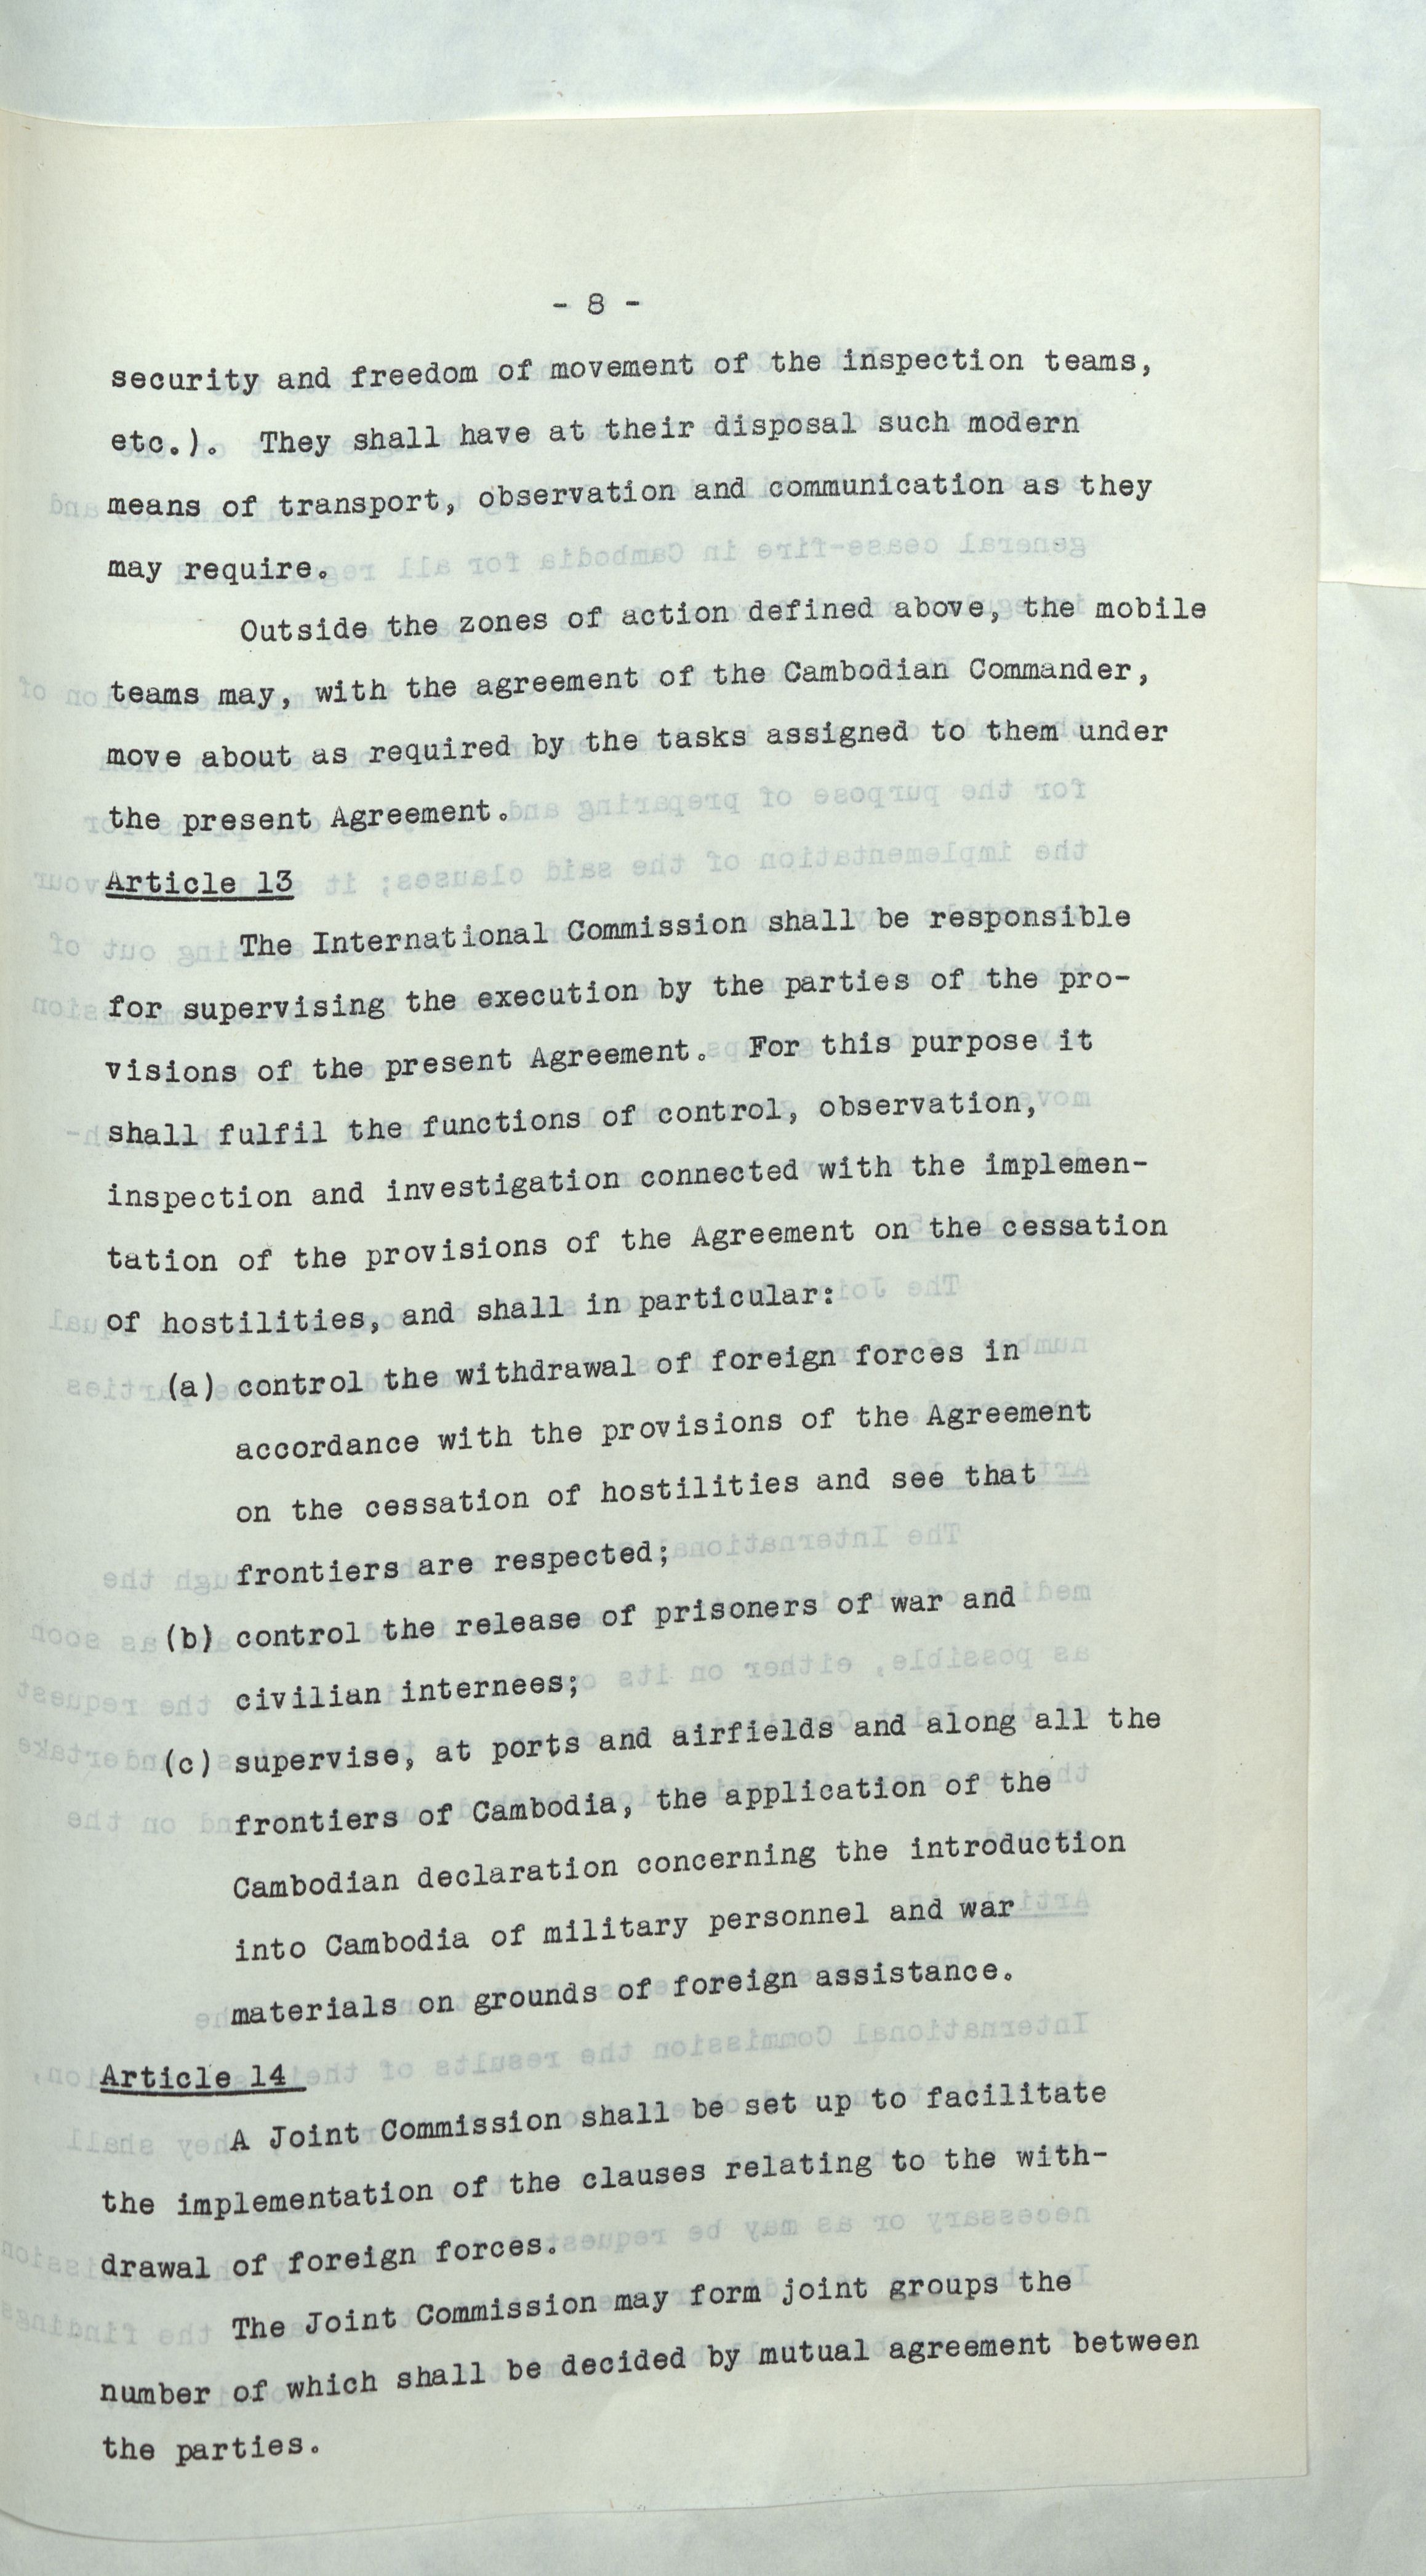 - 8 -
security and freedom of movement of the inspection teams,
etc.). They shall have at their disposal such modern
means of transport, observation and communication as they
may require.
Outside the zones of action defined above, the mobile
teams may, with the agreement of the Cambodian Commander,
move about as required by the tasks assigned to them under
the present Agreement.
Article 13
The International Commission shall be responsible
for supervising the execution by the parties of the pro-
visions of the present Agreement. For this purpose it
shall fulfil the functions of control, observation,
inspection and investigation connected with the implemen-
tation of the provisions of the Agreement on the cessation
of hostilities, and shall in particular:
(a) control the withdrawal of foreign forces in
accordance with the provisions of the Agreement
on the cessation of hostilities and see that
frontiers are respected;
(b) control the release of prisoners of war and
civilian internees;
(c) supervise, at ports and airfields and along all the
frontiers of Cambodia, the application of the
Cambodian declaration concerning the introduction
into Cambodia of military personnel and war
materials on grounds of foreign assistance.
Article 14
A Joint Commission shall be set up to facilitate
the implementation of the clauses relating to the with-
drawal of foreign forces.
The Joint Commission may form joint groups the
number of which shall be decided by mutual agreement between
the parties.